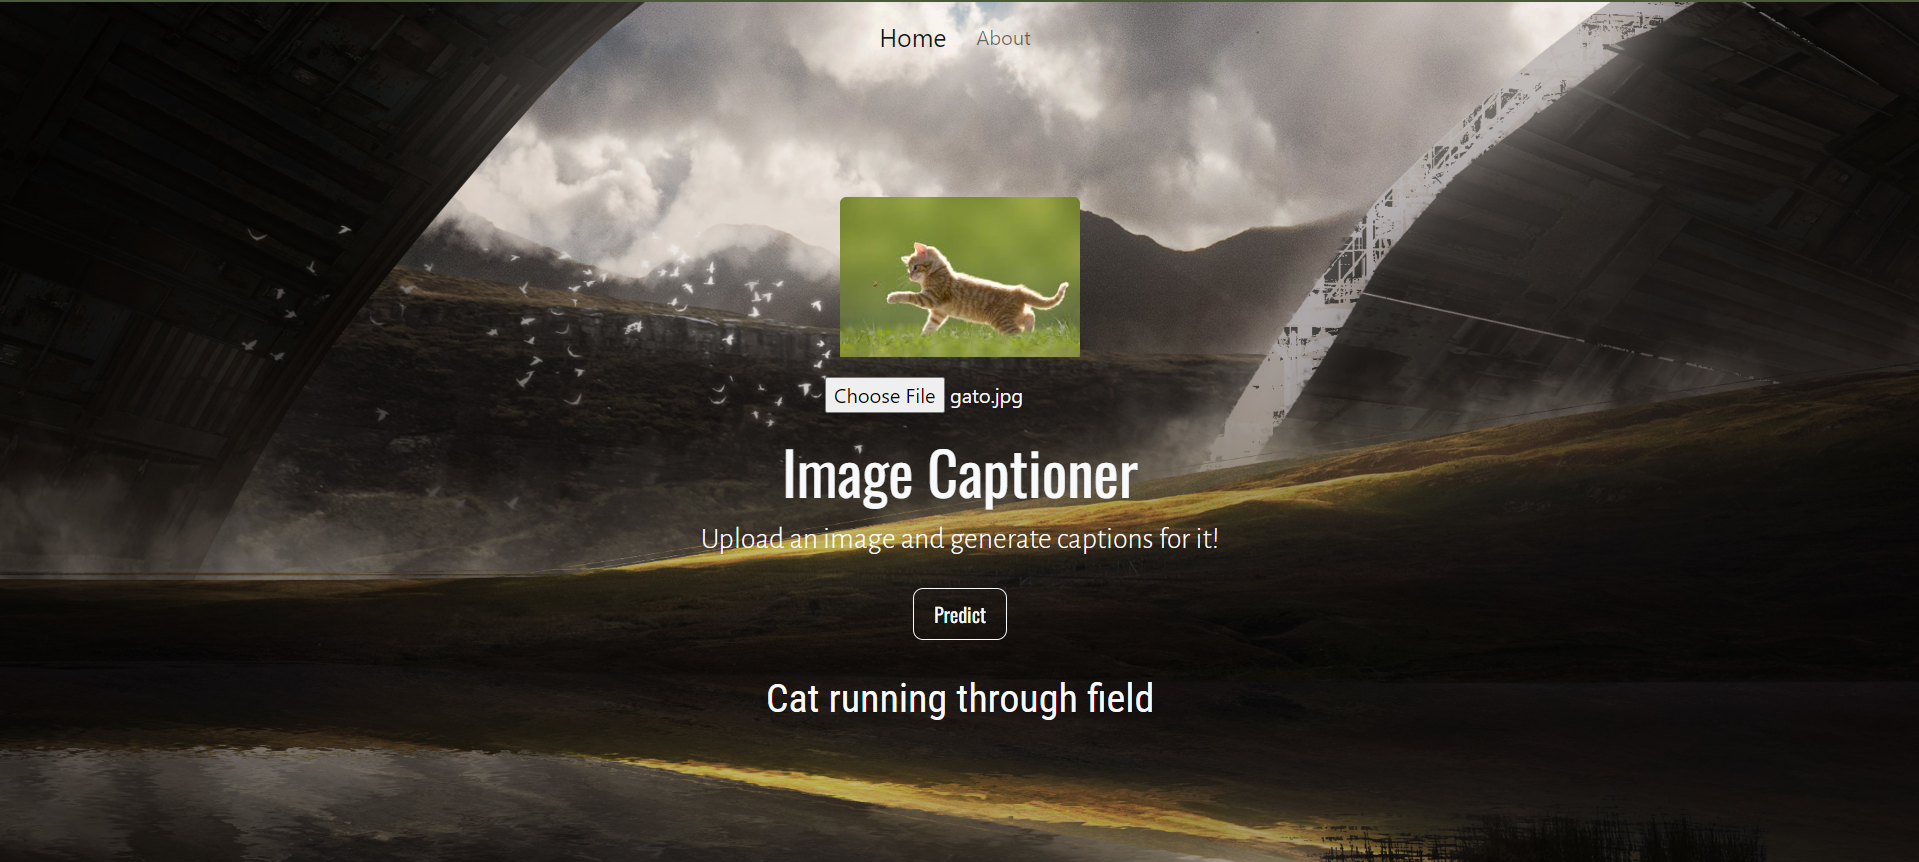 Home About
Choose File gato.jpg
Image Captioner
Upload an image and generate captions for it!
Predict
Cat running through field